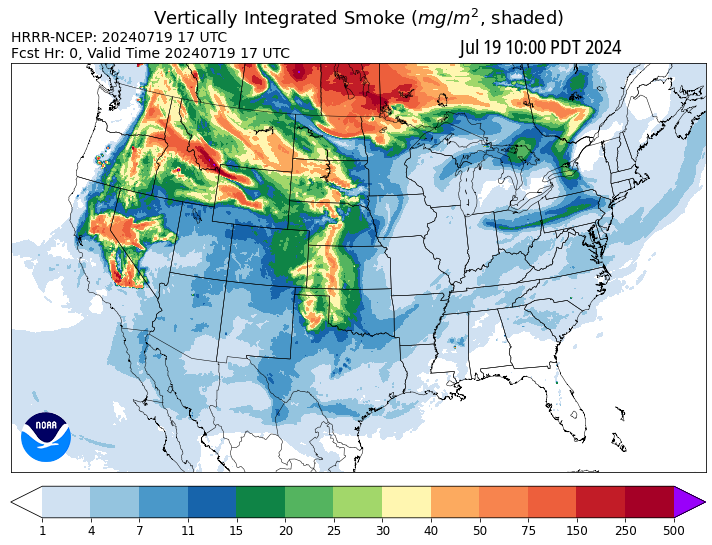 Vertically Integrated Smoke (mg/m², shaded)
HRRR-NCEP: 20240719 17 UTC
Fcst Hr: 0, Valid Time 20240719 17 UTC
Jul 19 10:00 PDT 2024
NOAA
1 4 7 11 15 20 25 30 40 50 75 150 250 500